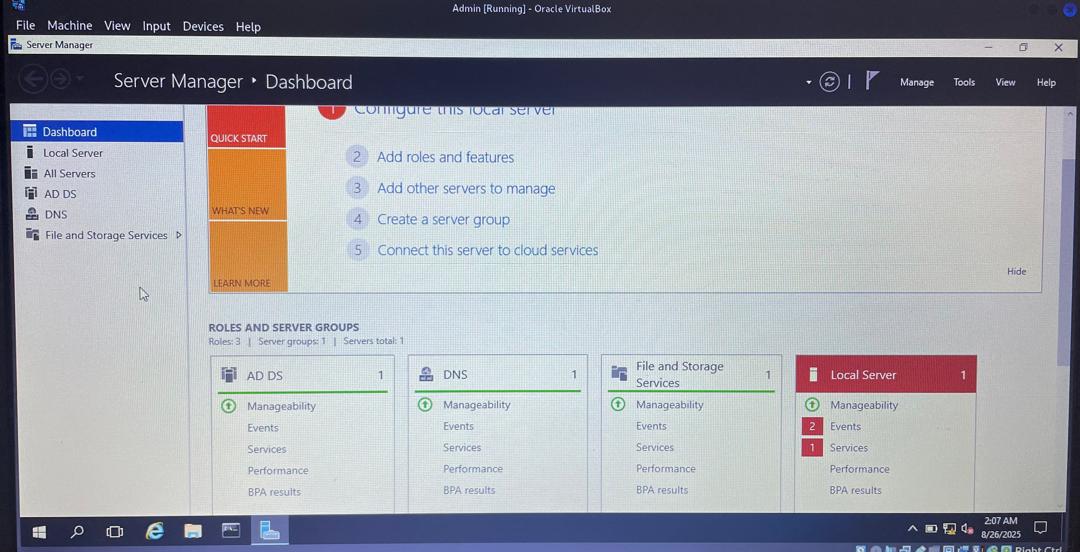 Admin [Running] - Oracle VirtualBox
File Machine View Input Devices Help
Server Manager
Server Manager • Dashboard
Manage Tools View Help
Dashboard
Local Server
All Servers
AD DS
DNS
File and Storage Services
QUICK START
WHAT'S NEW
LEARN MORE
1 Configure this local server
2 Add roles and features
3 Add other servers to manage
4 Create a server group
5 Connect this server to cloud services
Hide
ROLES AND SERVER GROUPS
Roles: 3 | Server groups: 1 | Servers total: 1
AD DS 1
Manageability
Events
Services
Performance
BPA results
DNS 1
Manageability
Events
Services
Performance
BPA results
File and Storage
Services 1
Manageability
Events
Services
Performance
BPA results
Local Server 1
Manageability
2 Events
1 Services
Performance
BPA results
2:07 AM
8/26/2025
Right Ctrl